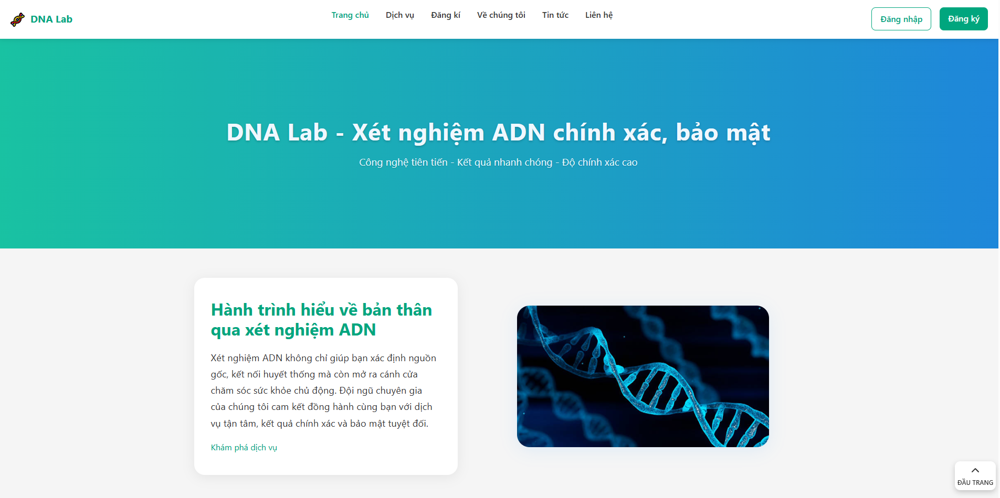 DNA Lab
Trang chủ
Dịch vụ
Đăng kí
Về chúng tôi
Tin tức
Liên hệ
Đăng nhập
Đăng ký
DNA Lab - Xét nghiệm ADN chính xác, bảo mật
Công nghệ tiên tiến - Kết quả nhanh chóng - Độ chính xác cao
Hành trình hiểu về bản thân
qua xét nghiệm ADN
Xét nghiệm ADN không chỉ giúp bạn xác định nguồn
gốc, kết nối huyết thống mà còn mở ra cánh cửa
chăm sóc sức khỏe chủ động. Đội ngũ chuyên gia
của chúng tôi cam kết đồng hành cùng bạn với dịch
vụ tận tâm, kết quả chính xác và bảo mật tuyệt đối.
Khám phá dịch vụ
ĐẦU TRANG